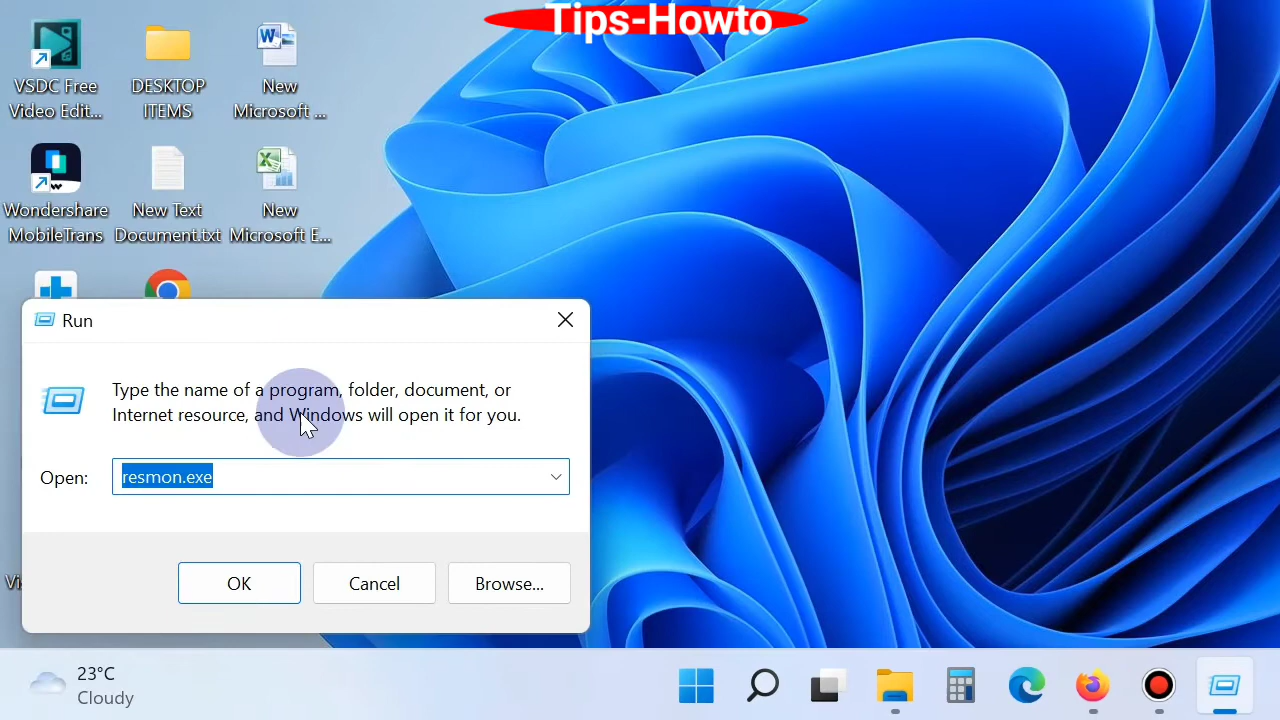 Tips-Howto
VSDC Free
Video Edit...
DESKTOP
ITEMS
New
Microsoft ...
Wondershare
MobileTrans
New Text
Document.txt
New
Microsoft E...
Run
Type the name of a program, folder, document, or
Internet resource, and Windows will open it for you.
Open:
resmon.exe
OK
Cancel
Browse...
23°C
Cloudy